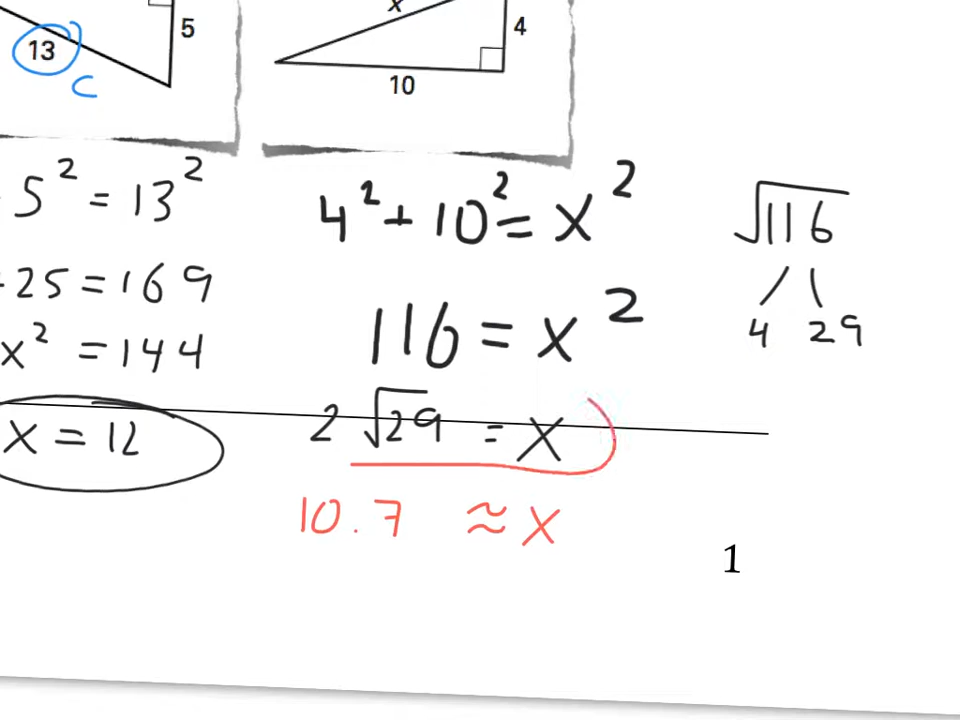 13
C
5
x
4
10
5² = 13²
25 = 169
x² = 144
x = 12
4² + 10² = x²
116 = x²
2√29 = x
10.7 ≈ x
√116
4 29
1